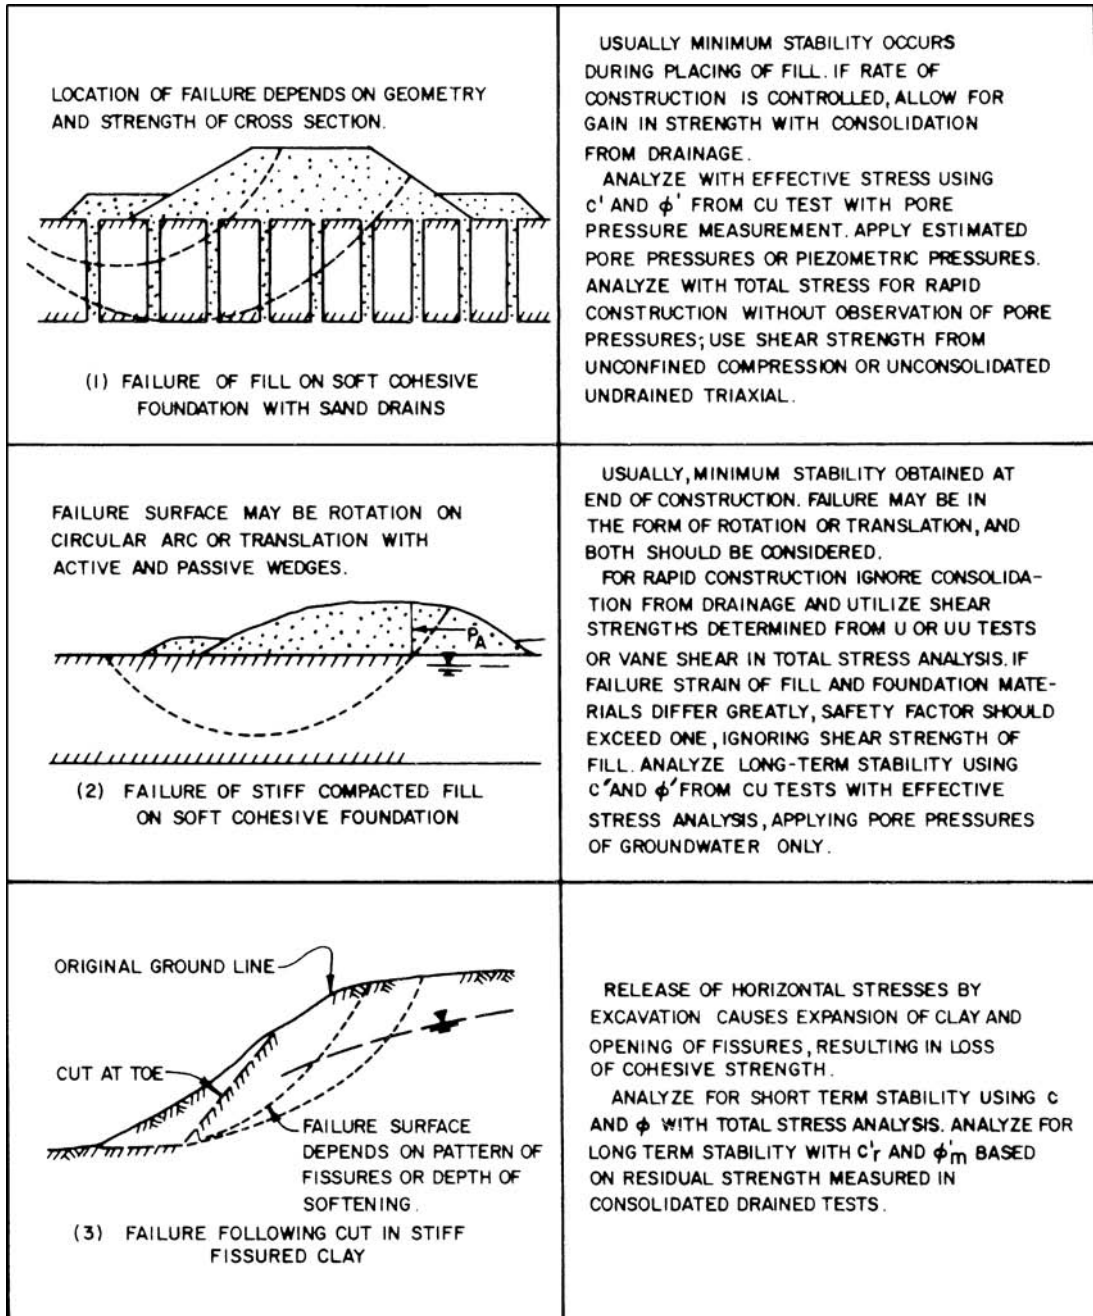 LOCATION OF FAILURE DEPENDS ON GEOMETRY
AND STRENGTH OF CROSS SECTION.
(1) FAILURE OF FILL ON SOFT COHESIVE
FOUNDATION WITH SAND DRAINS
USUALLY MINIMUM STABILITY OCCURS
DURING PLACING OF FILL. IF RATE OF
CONSTRUCTION IS CONTROLLED, ALLOW FOR
GAIN IN STRENGTH WITH CONSOLIDATION
FROM DRAINAGE.
ANALYZE WITH EFFECTIVE STRESS USING
C' AND ϕ' FROM CU TEST WITH PORE
PRESSURE MEASUREMENT. APPLY ESTIMATED
PORE PRESSURES OR PIEZOMETRIC PRESSURES.
ANALYZE WITH TOTAL STRESS FOR RAPID
CONSTRUCTION WITHOUT OBSERVATION OF PORE
PRESSURES; USE SHEAR STRENGTH FROM
UNCONFINED COMPRESSION OR UNCONSOLIDATED
UNDRAINED TRIAXIAL.
FAILURE SURFACE MAY BE ROTATION ON
CIRCULAR ARC OR TRANSLATION WITH
ACTIVE AND PASSIVE WEDGES.
P_A
(2) FAILURE OF STIFF COMPACTED FILL
ON SOFT COHESIVE FOUNDATION
USUALLY, MINIMUM STABILITY OBTAINED AT
END OF CONSTRUCTION. FAILURE MAY BE IN
THE FORM OF ROTATION OR TRANSLATION, AND
BOTH SHOULD BE CONSIDERED.
FOR RAPID CONSTRUCTION IGNORE CONSOLIDA-
TION FROM DRAINAGE AND UTILIZE SHEAR
STRENGTHS DETERMINED FROM U OR UU TESTS
OR VANE SHEAR IN TOTAL STRESS ANALYSIS. IF
FAILURE STRAIN OF FILL AND FOUNDATION MATE-
RIALS DIFFER GREATLY, SAFETY FACTOR SHOULD
EXCEED ONE, IGNORING SHEAR STRENGTH OF
FILL. ANALYZE LONG-TERM STABILITY USING
C' AND ϕ' FROM CU TESTS WITH EFFECTIVE
STRESS ANALYSIS, APPLYING PORE PRESSURES
OF GROUNDWATER ONLY.
ORIGINAL GROUND LINE
CUT AT TOE
FAILURE SURFACE
DEPENDS ON PATTERN OF
FISSURES OR DEPTH OF
SOFTENING.
(3) FAILURE FOLLOWING CUT IN STIFF
FISSURED CLAY
RELEASE OF HORIZONTAL STRESSES BY
EXCAVATION CAUSES EXPANSION OF CLAY AND
OPENING OF FISSURES, RESULTING IN LOSS
OF COHESIVE STRENGTH.
ANALYZE FOR SHORT TERM STABILITY USING C
AND ϕ WITH TOTAL STRESS ANALYSIS. ANALYZE FOR
LONG TERM STABILITY WITH C'r AND ϕ'm BASED
ON RESIDUAL STRENGTH MEASURED IN
CONSOLIDATED DRAINED TESTS.